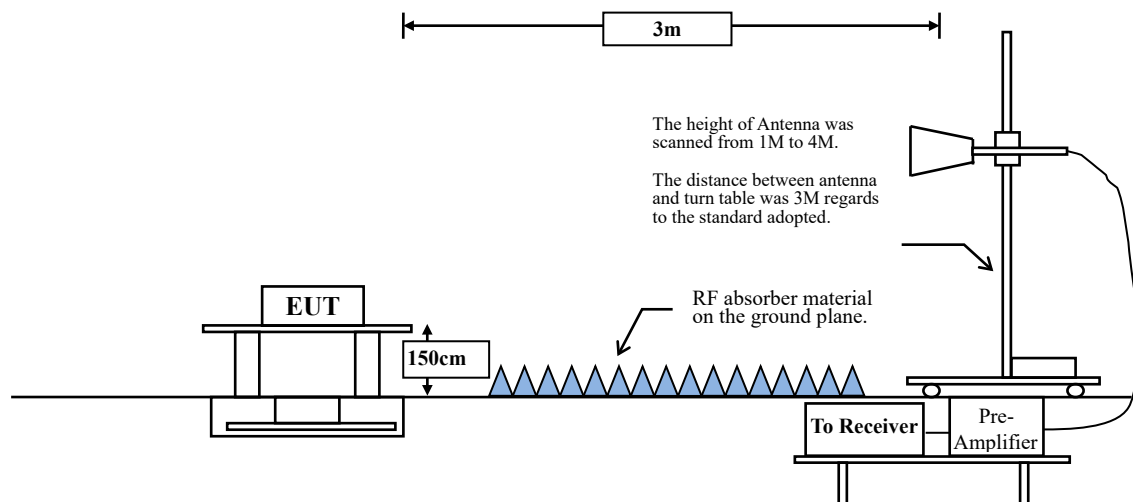 3m
The height of Antenna was
scanned from 1M to 4M.
The distance between antenna
and turn table was 3M regards
to the standard adopted.
EUT
RF absorber material
on the ground plane.
150cm
To Receiver
Pre-
Amplifier